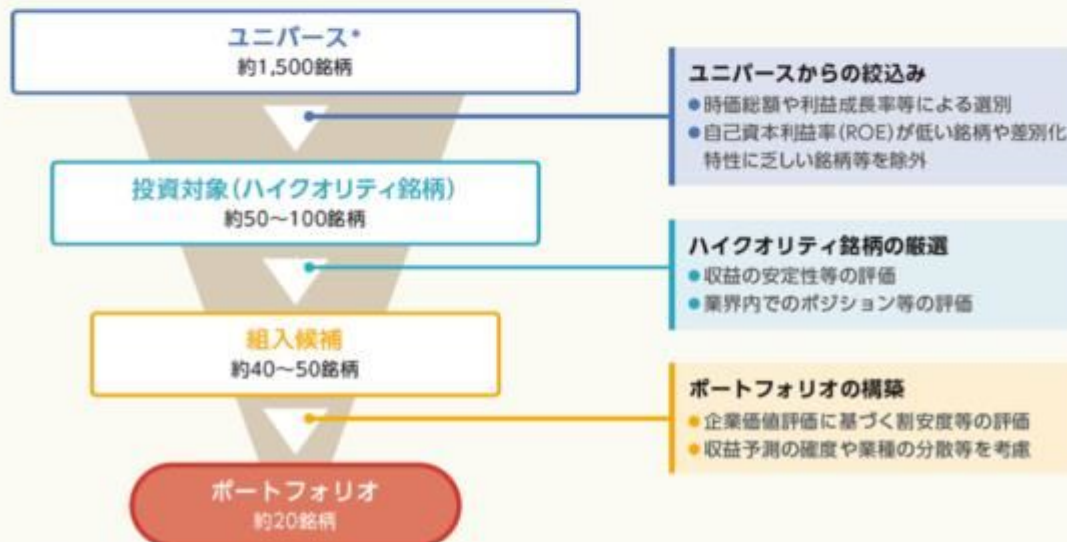 ユニバース*
約1,500銘柄
ユニバースからの絞込み
●時価総額や利益成長率等による選別
●自己資本利益率(ROE)が低い銘柄や差別化
特性に乏しい銘柄等を除外
投資対象(ハイクオリティ銘柄)
約50～100銘柄
ハイクオリティ銘柄の厳選
●収益の安定性等の評価
●業界内でのポジション等の評価
組入候補
約40～50銘柄
ポートフォリオの構築
●企業価値評価に基づく割安度等の評価
●収益予測の確度や業種の分散等を考慮
ポートフォリオ
約20銘柄